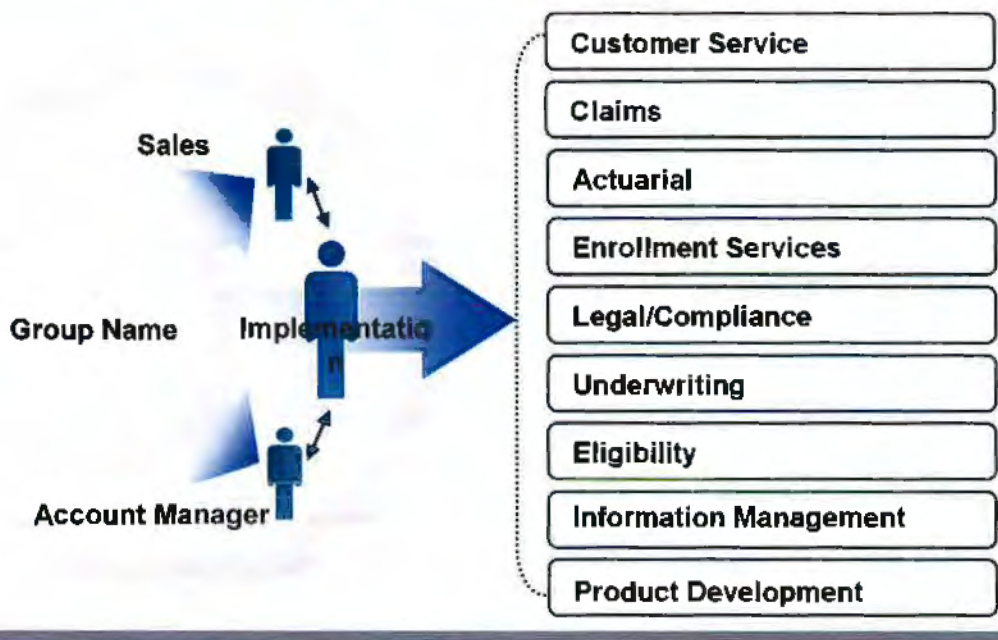 Sales
Group Name
Implementatio
n
Account Manager
Customer Service
Claims
Actuarial
Enrollment Services
Legal/Compliance
Underwriting
Eligibility
Information Management
Product Development